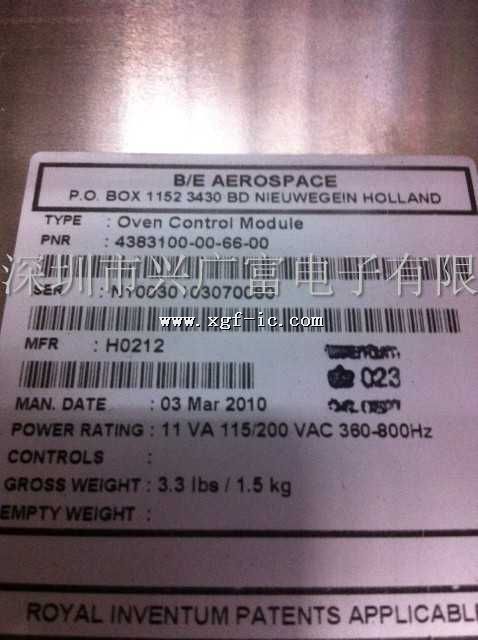 B/E AEROSPACE
P.O. BOX 1152 3430 BD NIEUWEGEIN HOLLAND
TYPE : Oven Control Module
PNR : 4383100-00-66-00
深圳市兴广富电子有限
SER :
www.xgf-ic.com
MFR : H0212
023
MAN. DATE : 03 Mar 2010
POWER RATING : 11 VA 115/200 VAC 360-800Hz
CONTROLS :
GROSS WEIGHT : 3.3 lbs / 1.5 kg
EMPTY WEIGHT :
ROYAL INVENTUM PATENTS APPLICABLE